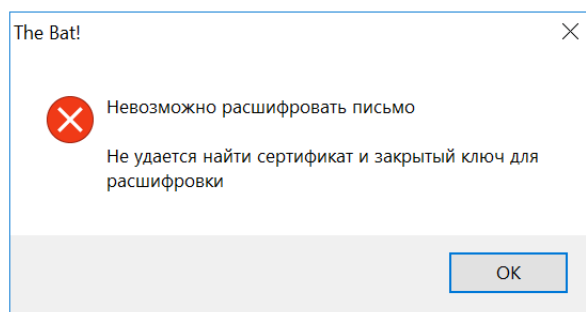 The Bat!
Невозможно расшифровать письмо
Не удается найти сертификат и закрытый ключ для
расшифровки
OK